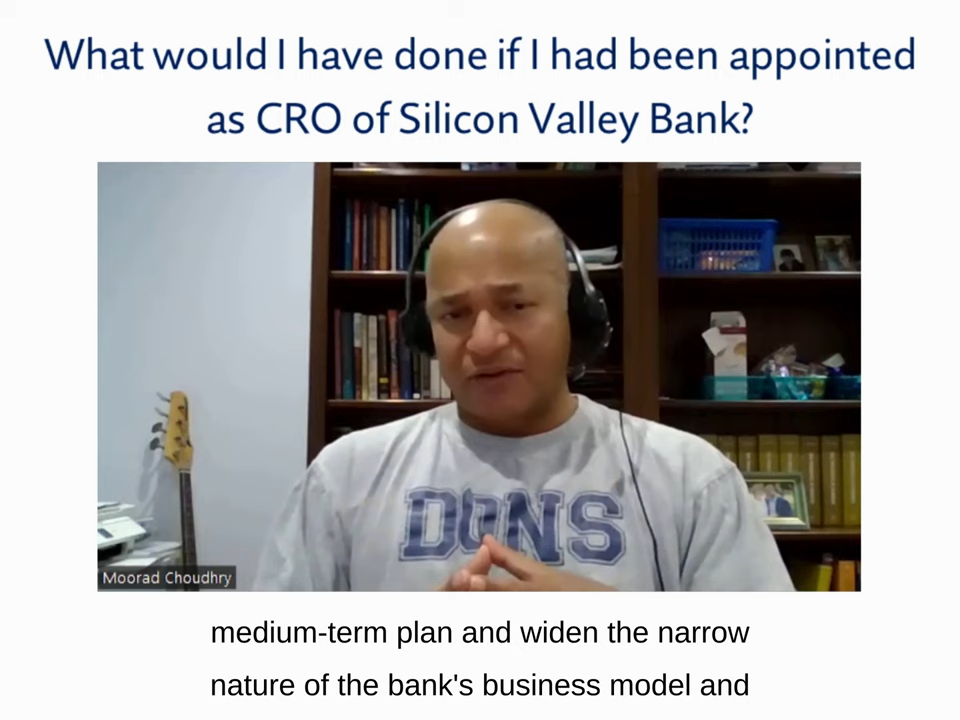 What would I have done if I had been appointed
as CRO of Silicon Valley Bank?
DONS
Moorad Choudhry
medium-term plan and widen the narrow
nature of the bank's business model and